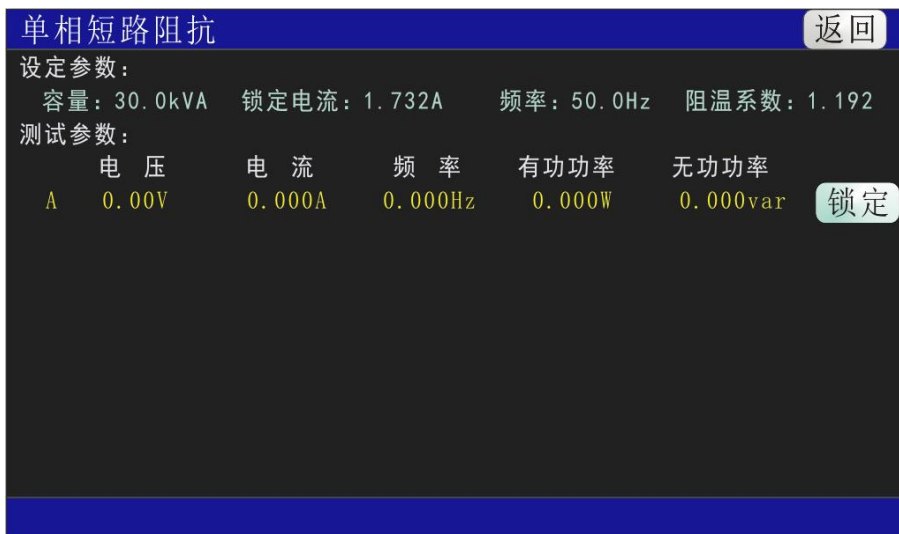 单相短路阻抗 返回
设定参数:
容量: 30.0kVA 锁定电流: 1.732A 频率: 50.0Hz 阻温系数: 1.192
测试参数:
电 压 电 流 频 率 有功功率 无功功率
A 0.00V 0.000A 0.000Hz 0.000W 0.000var 锁定